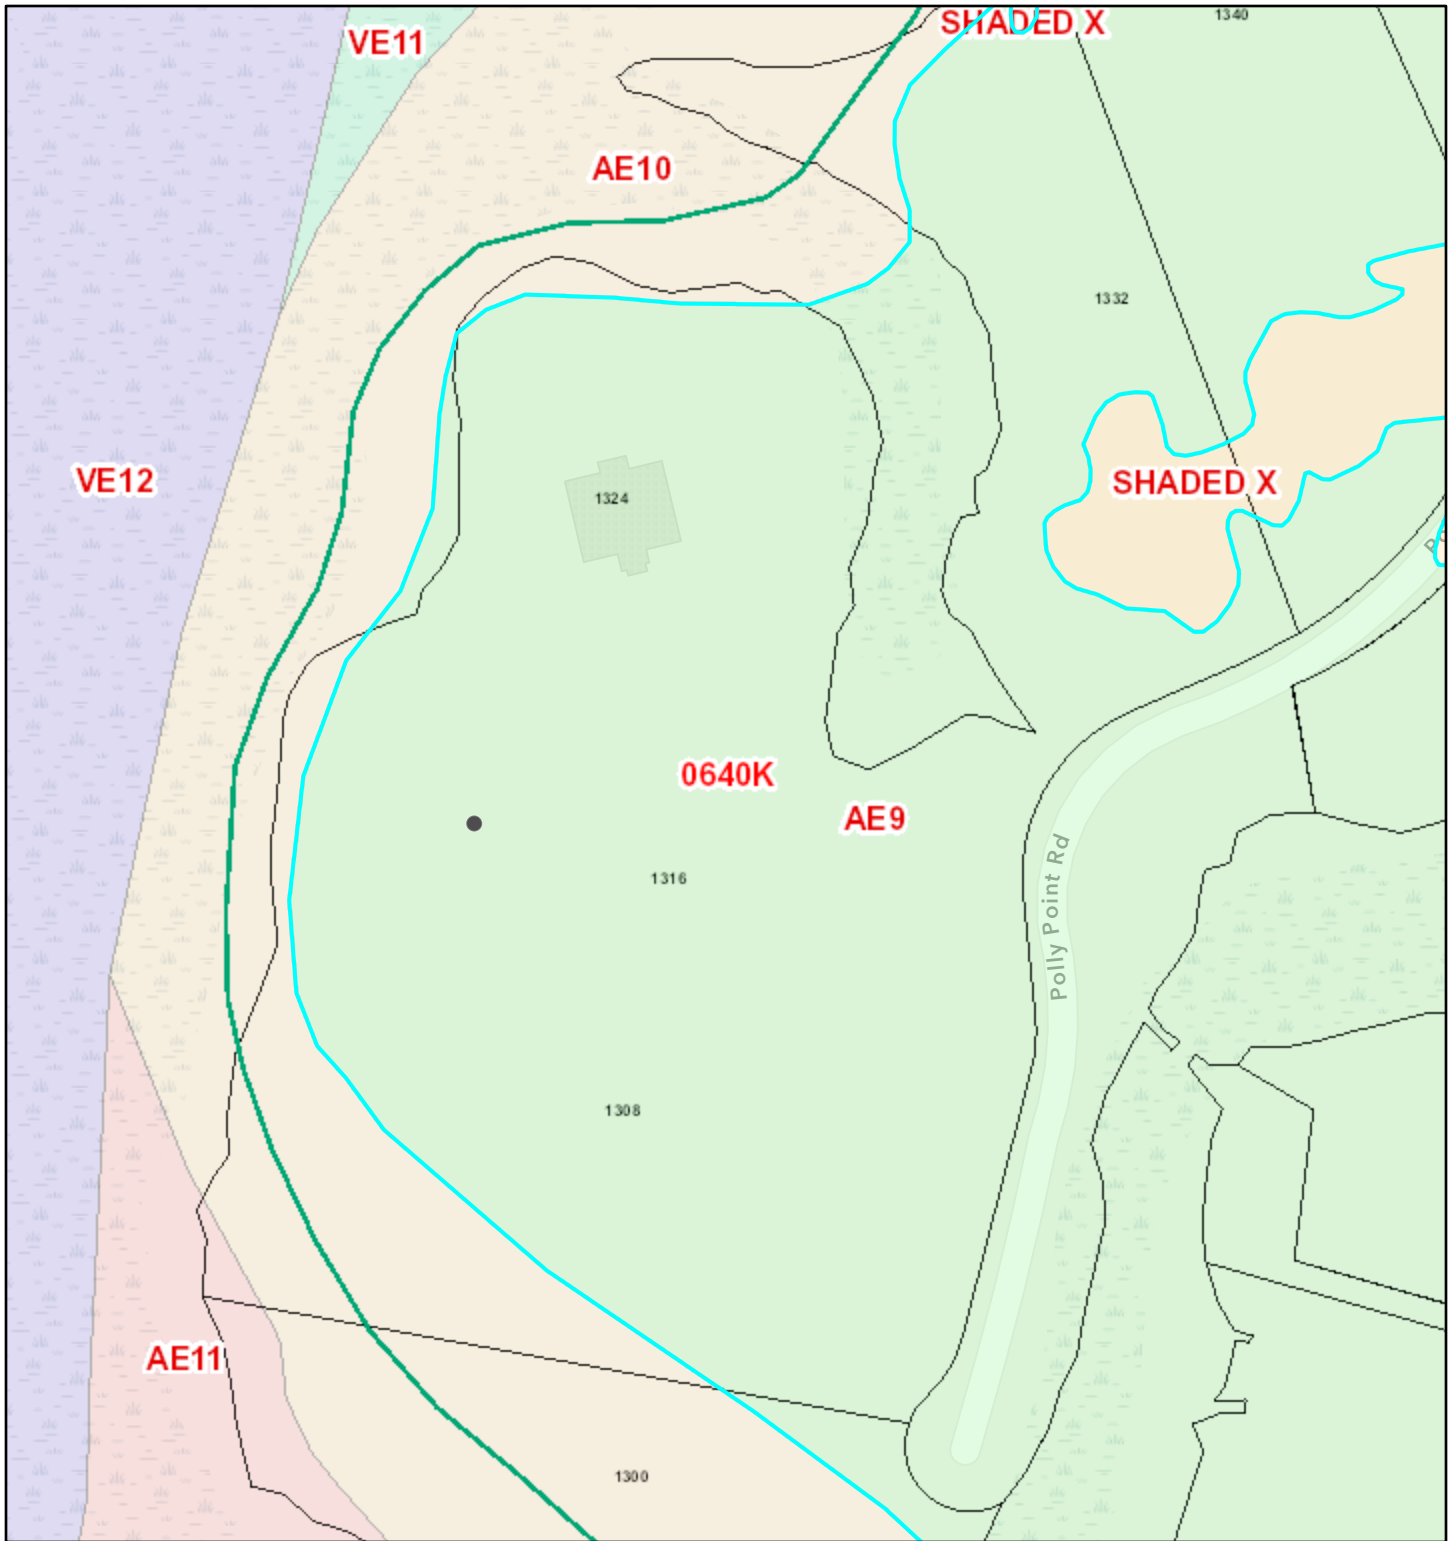 1340
SHADED X
VE11
AE10
1332
VE12
SHADED X
1324
0640K
AE9
1316
Polly Point Rd
1308
AE11
1300